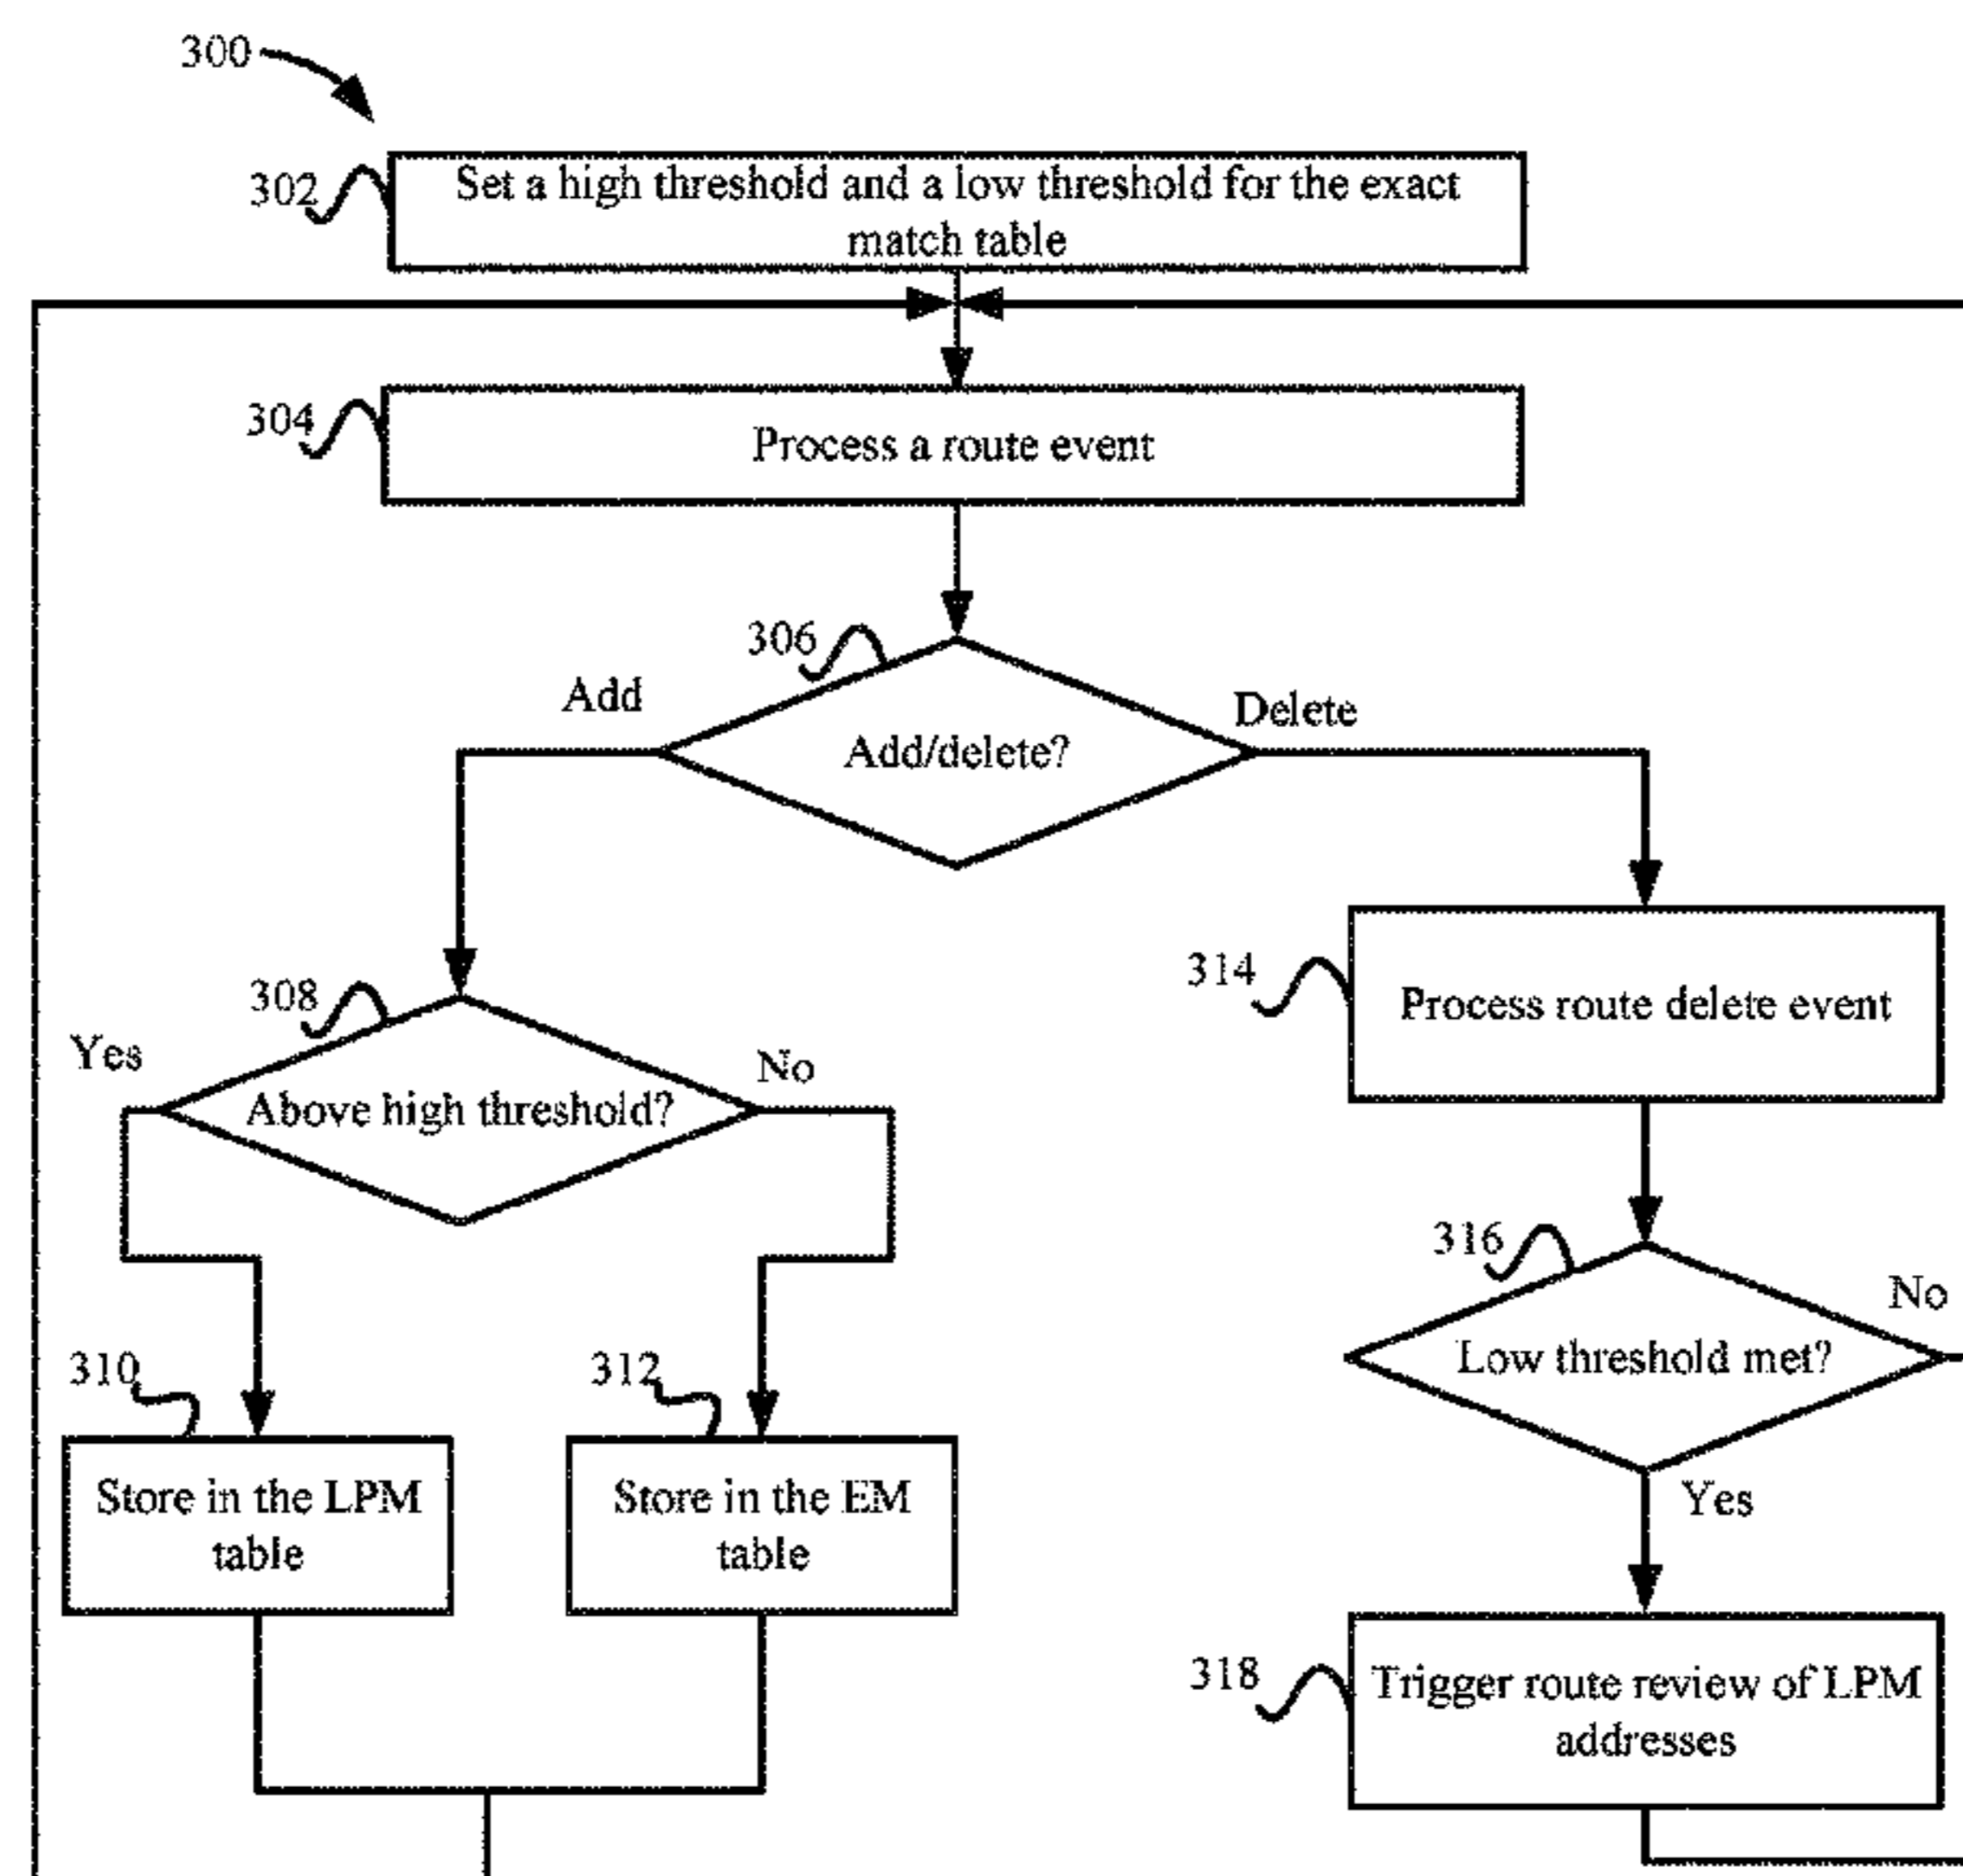 300
302
Set a high threshold and a low threshold for the exact
match table
304
Process a route event
306
Add
Delete
Add/delete?
308
Yes
No
Above high threshold?
314
Process route delete event
316
No
Low threshold met?
Yes
310
312
Store in the LPM
table
Store in the EM
table
318
Trigger route review of LPM
addresses